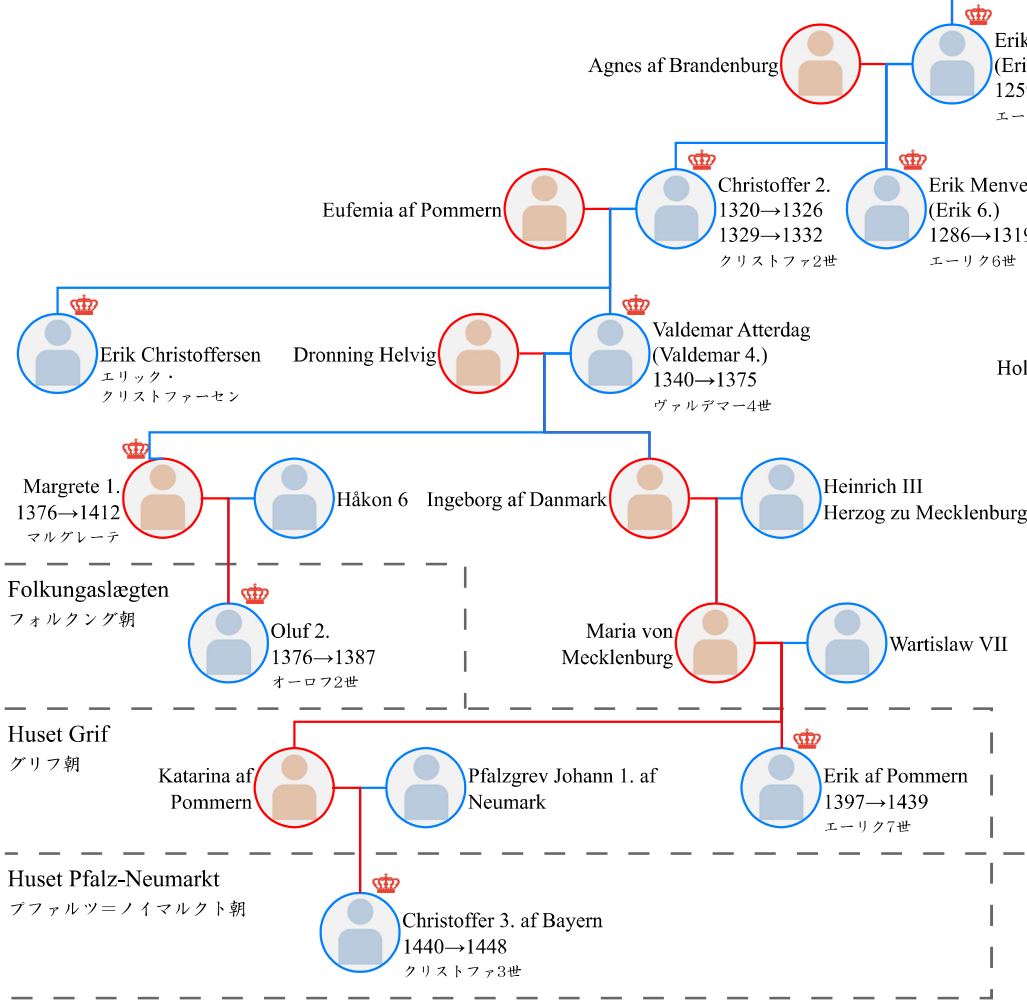 Erik
(Eri
1259
エー
Agnes af Brandenburg
Eufemia af Pommern
Christoffer 2.
1320→1326
1329→1332
クリストファ2世
Erik Menve
(Erik 6.)
1286→1319
エーリク6世
Erik Christoffersen
エリック・
クリストファーセン
Dronning Helvig
Valdemar Atterdag
(Valdemar 4.)
1340→1375
ヴァルデマー4世
Hol
Margrete 1.
1376→1412
マルグレーテ
Håkon 6
Ingeborg af Danmark
Heinrich III
Herzog zu Mecklenburg
Folkungaslægten
フォルクング朝
Oluf 2.
1376→1387
オーロフ2世
Maria von
Mecklenburg
Wartislaw VII
Huset Grif
グリフ朝
Katarina af
Pommern
Pfalzgrev Johann 1. af
Neumark
Erik af Pommern
1397→1439
エーリク7世
Huset Pfalz-Neumarkt
プファルツ＝ノイマルクト朝
Christoffer 3. af Bayern
1440→1448
クリストファ3世